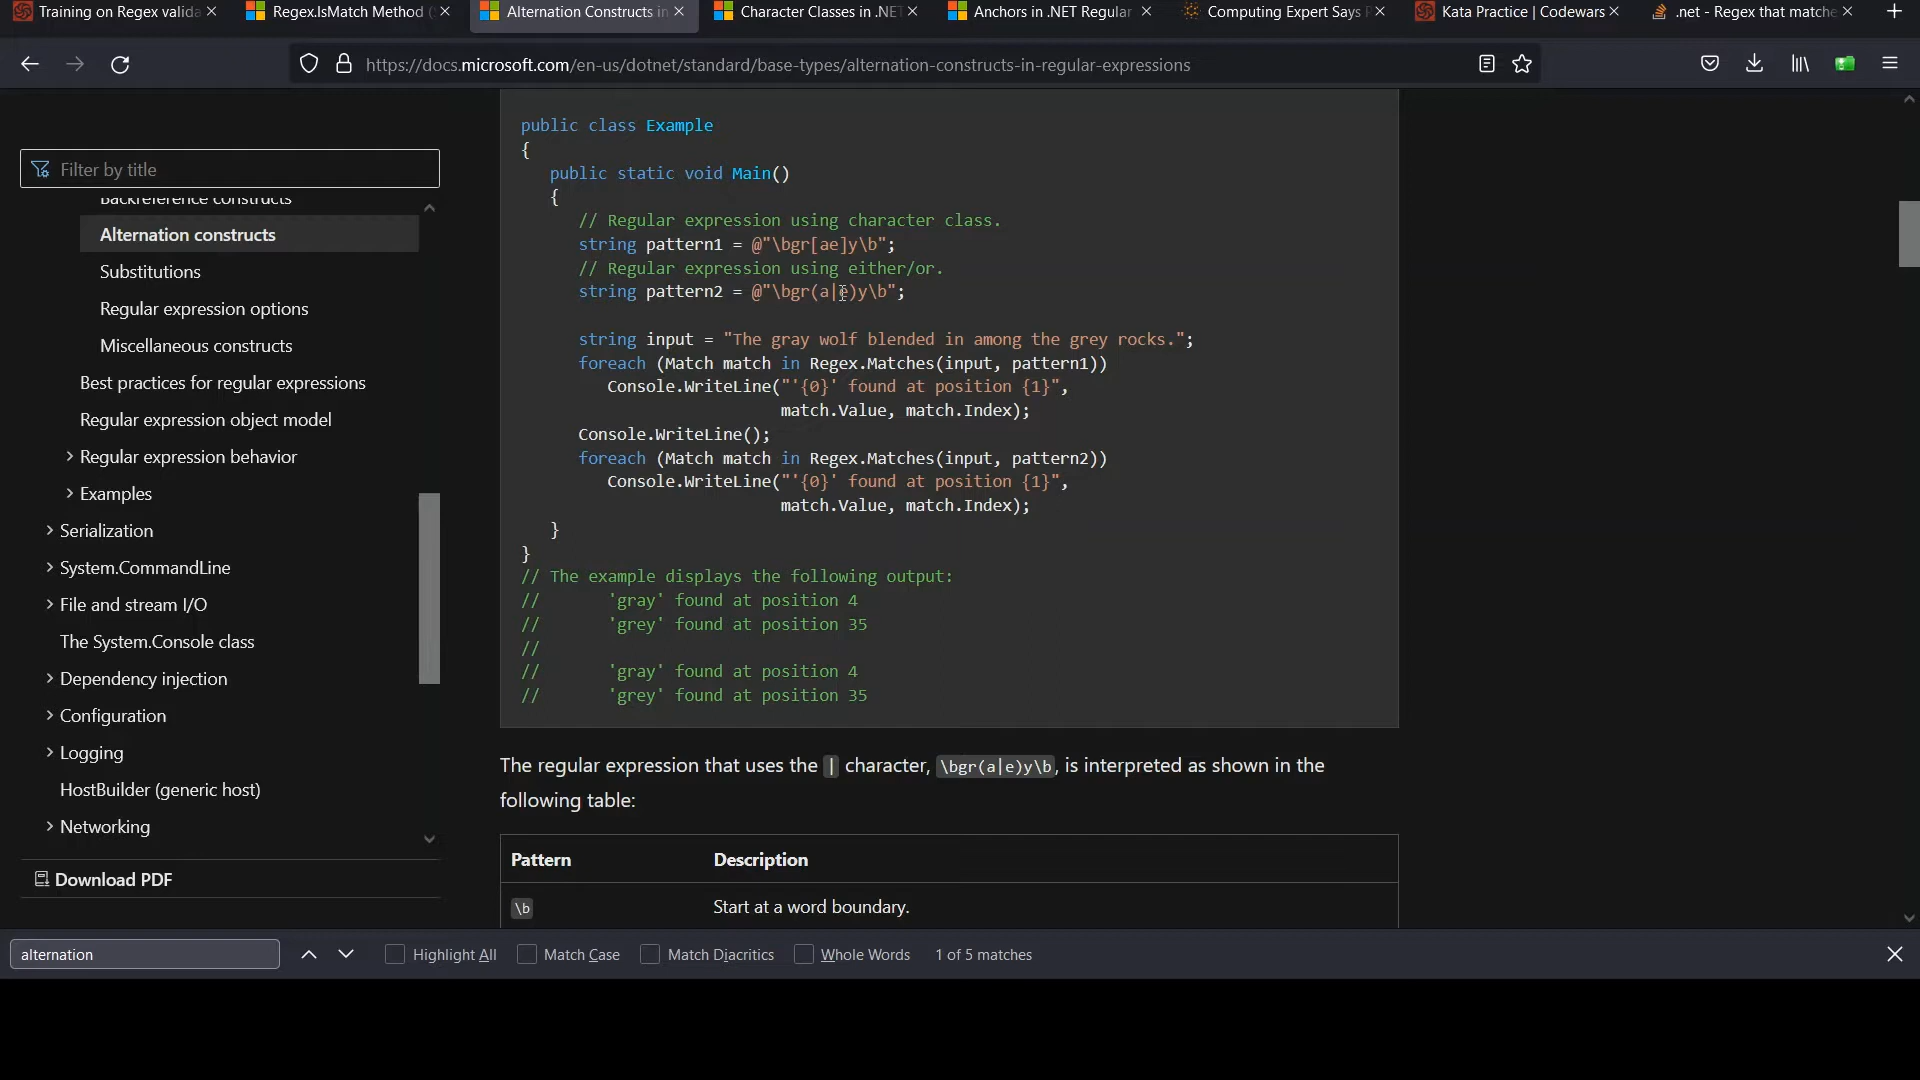 Training on Regex valida
Regex.IsMatch Method (
Alternation Constructs in
Character Classes in .NET
Anchors in .NET Regular
Computing Expert Says
Kata Practice | Codewars
.net - Regex that matche
https://docs.microsoft.com/en-us/dotnet/standard/base-types/alternation-constructs-in-regular-expressions
Filter by title
Backreference constructs
Alternation constructs
Substitutions
Regular expression options
Miscellaneous constructs
Best practices for regular expressions
Regular expression object model
Regular expression behavior
Examples
Serialization
System.CommandLine
File and stream I/O
The System.Console class
Dependency injection
Configuration
Logging
HostBuilder (generic host)
Networking
Download PDF
public class Example
{
public static void Main()
{
// Regular expression using character class.
string pattern1 = @"\bgr[ae]y\b";
// Regular expression using either/or.
string pattern2 = @"\bgr(a|e)y\b";
string input = "The gray wolf blended in among the grey rocks.";
foreach (Match match in Regex.Matches(input, pattern1))
Console.WriteLine("'{0}' found at position {1}",
match.Value, match.Index);
Console.WriteLine();
foreach (Match match in Regex.Matches(input, pattern2))
Console.WriteLine("'{0}' found at position {1}",
match.Value, match.Index);
}
}
// The example displays the following output:
// 'gray' found at position 4
// 'grey' found at position 35
//
// 'gray' found at position 4
// 'grey' found at position 35
The regular expression that uses the | character, \bgr(a|e)y\b, is interpreted as shown in the
following table:
Pattern Description
\b Start at a word boundary.
alternation
Highlight All
Match Case
Match Diacritics
Whole Words
1 of 5 matches